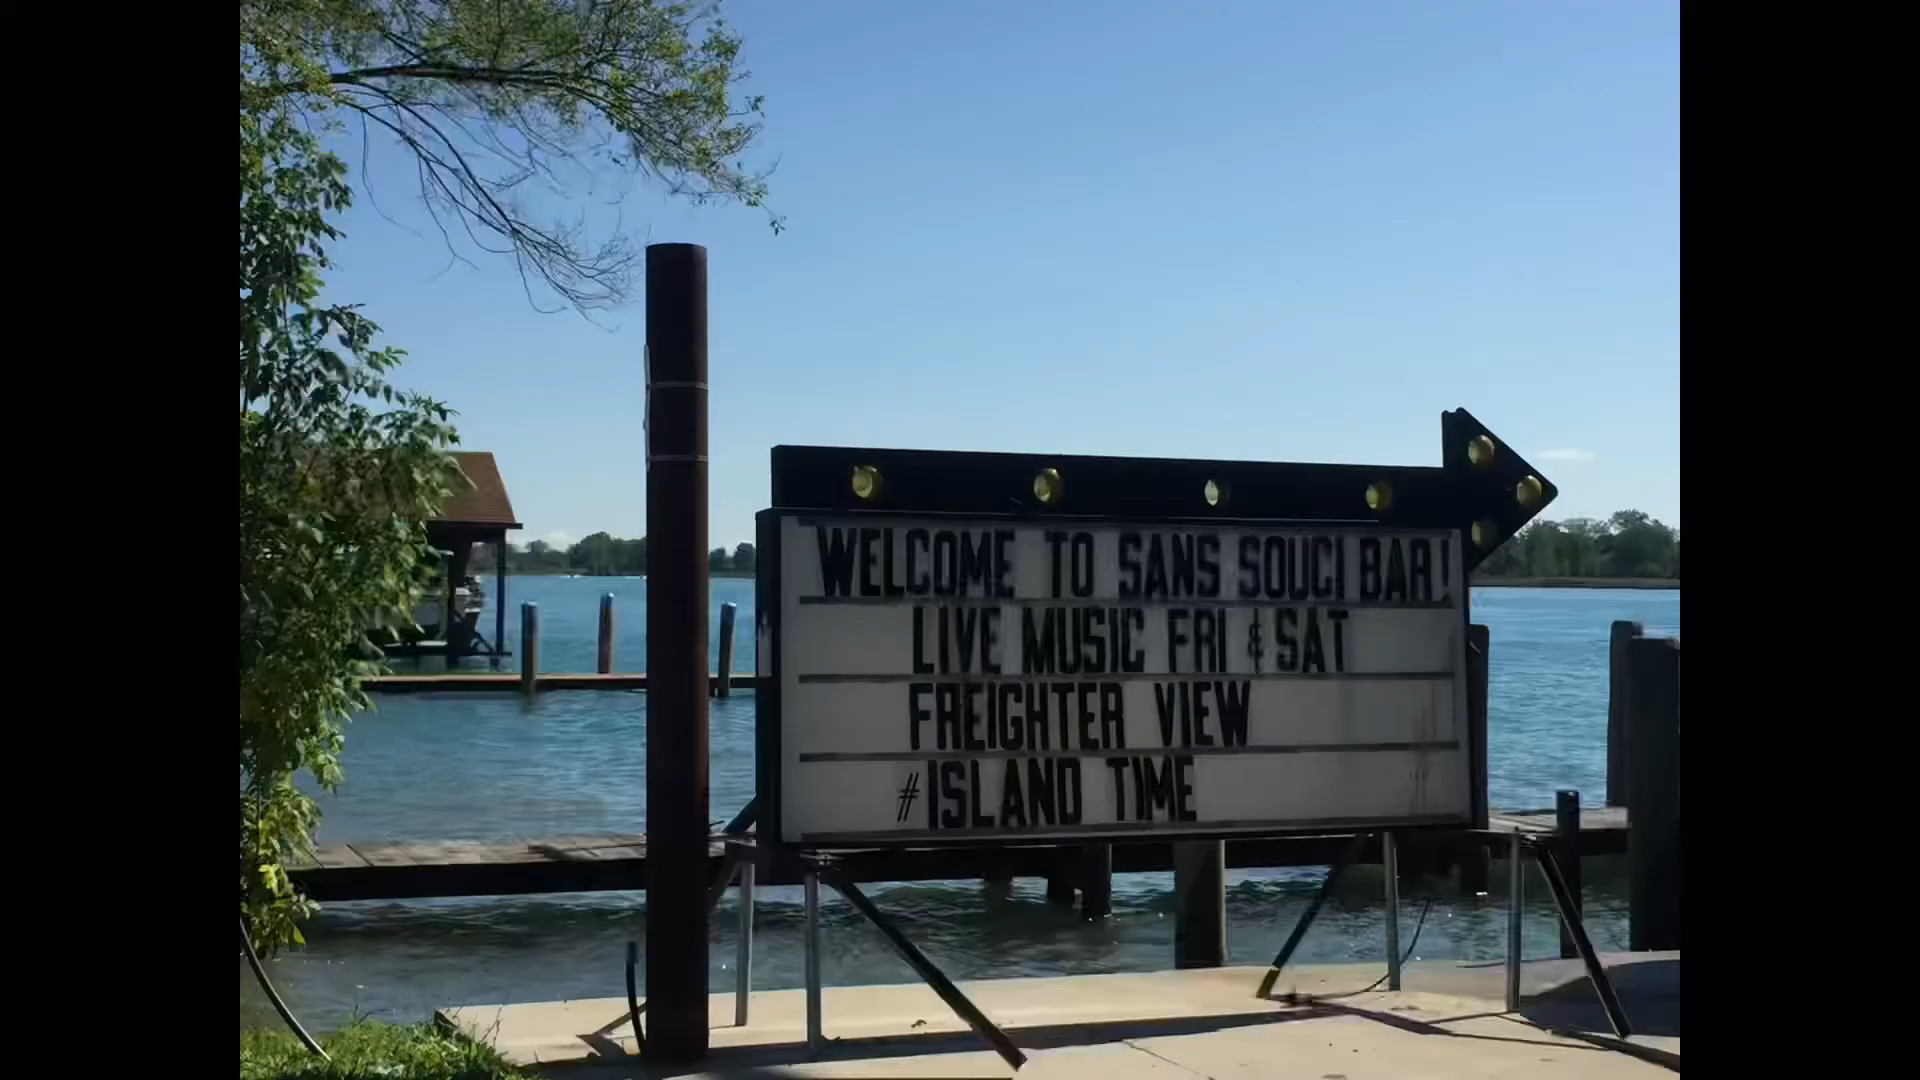 WELCOME TO SANS SOUCI BAR!
LIVE MUSIC FRI & SAT
FREIGHTER VIEW
#ISLAND TIME